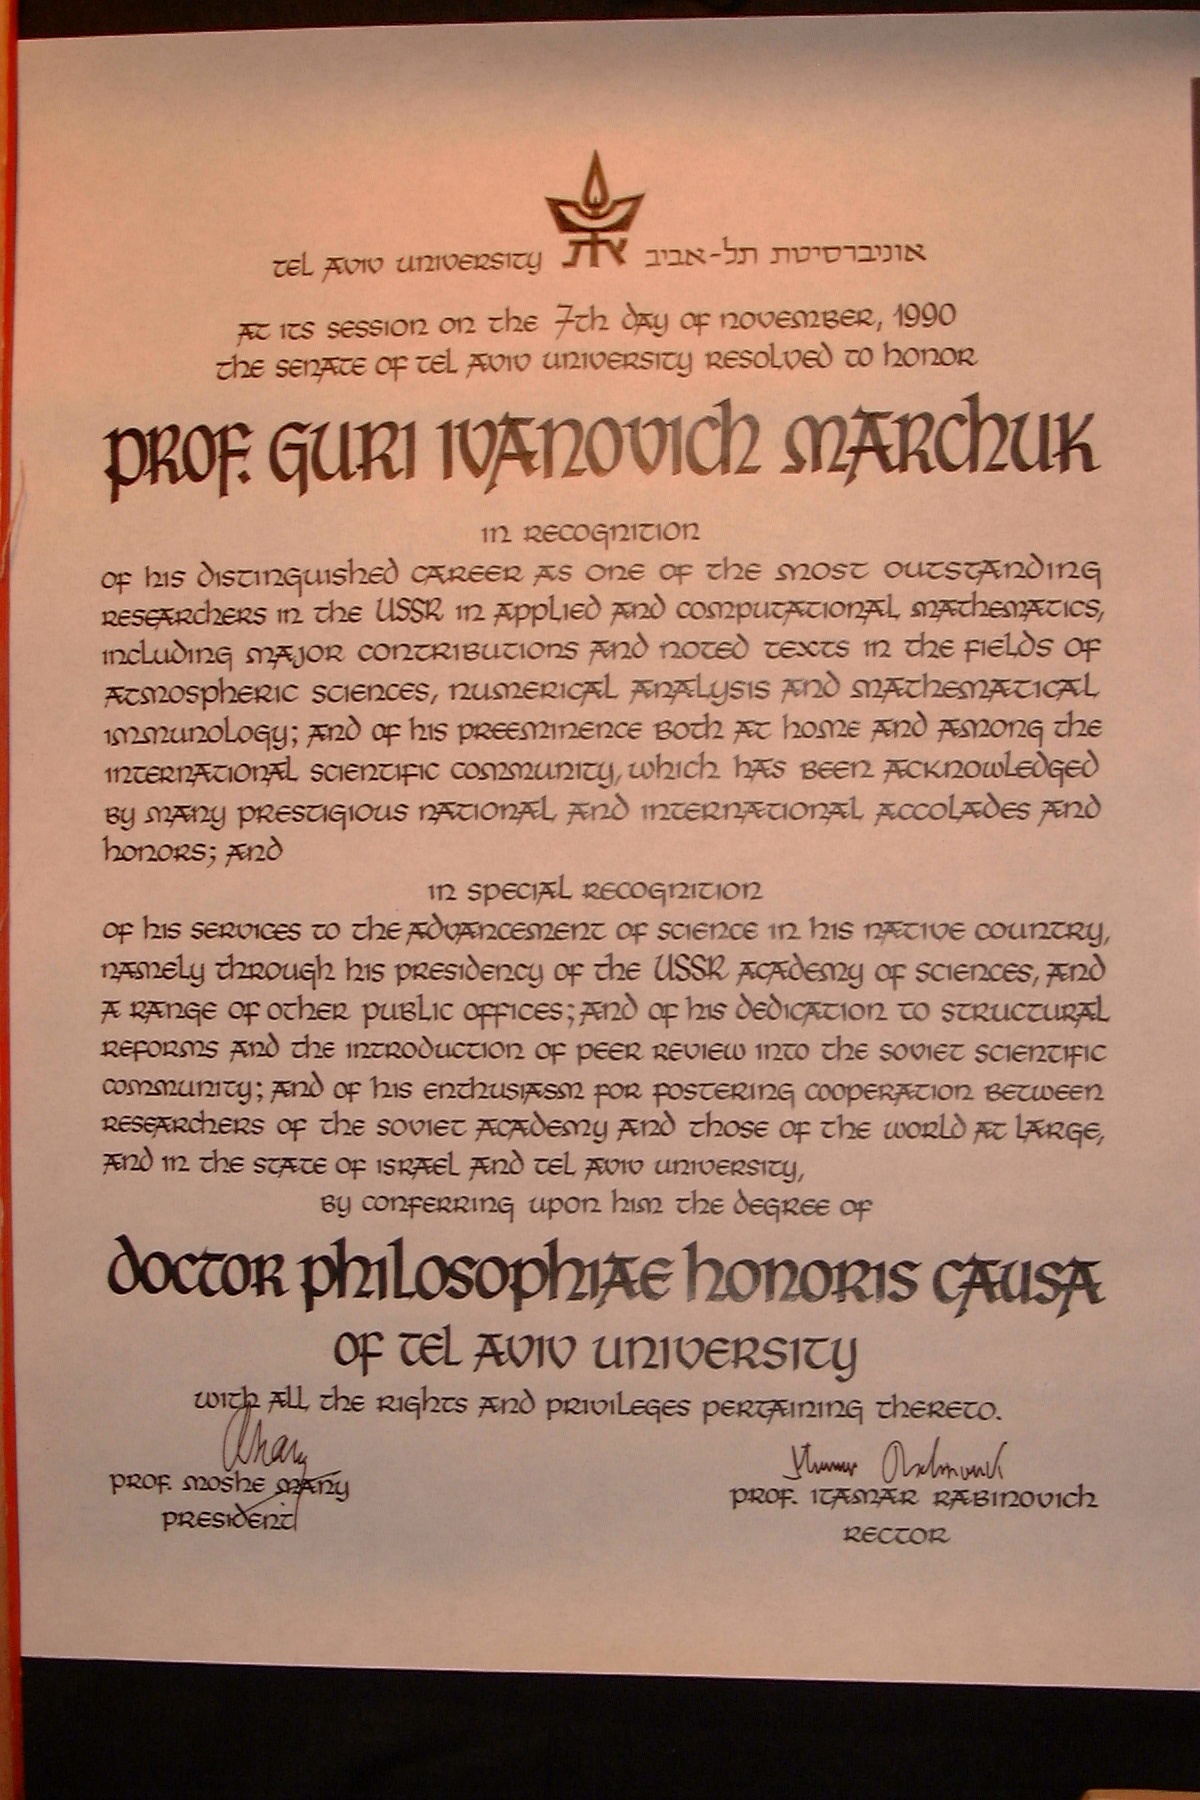 Tel Aviv University אוניברסיטת תל-אביב
At its session on the 7th day of November, 1990
the Senate of Tel Aviv University resolved to honor
Prof. Guri Ivanovich Marchuk
in recognition
of his distinguished career as one of the most outstanding
researchers in the USSR in applied and computational mathematics,
including major contributions and noted texts in the fields of
atmospheric sciences, numerical analysis and mathematical
immunology; and of his preeminence both at home and among the
international scientific community, which has been acknowledged
by many prestigious national and international accolades and
honors; and
in special recognition
of his services to the advancement of science in his native country,
namely through his presidency of the USSR Academy of Sciences, and
a range of other public offices; and of his dedication to structural
reforms and the introduction of peer review into the Soviet scientific
community; and of his enthusiasm for fostering cooperation between
researchers of the Soviet Academy and those of the world at large,
and in the State of Israel and Tel Aviv University,
by conferring upon him the degree of
Doctor Philosophiae Honoris Causa
of Tel Aviv University
with all the rights and privileges pertaining thereto.
Prof. Moshe Many
President
Prof. Itamar Rabinovich
Rector